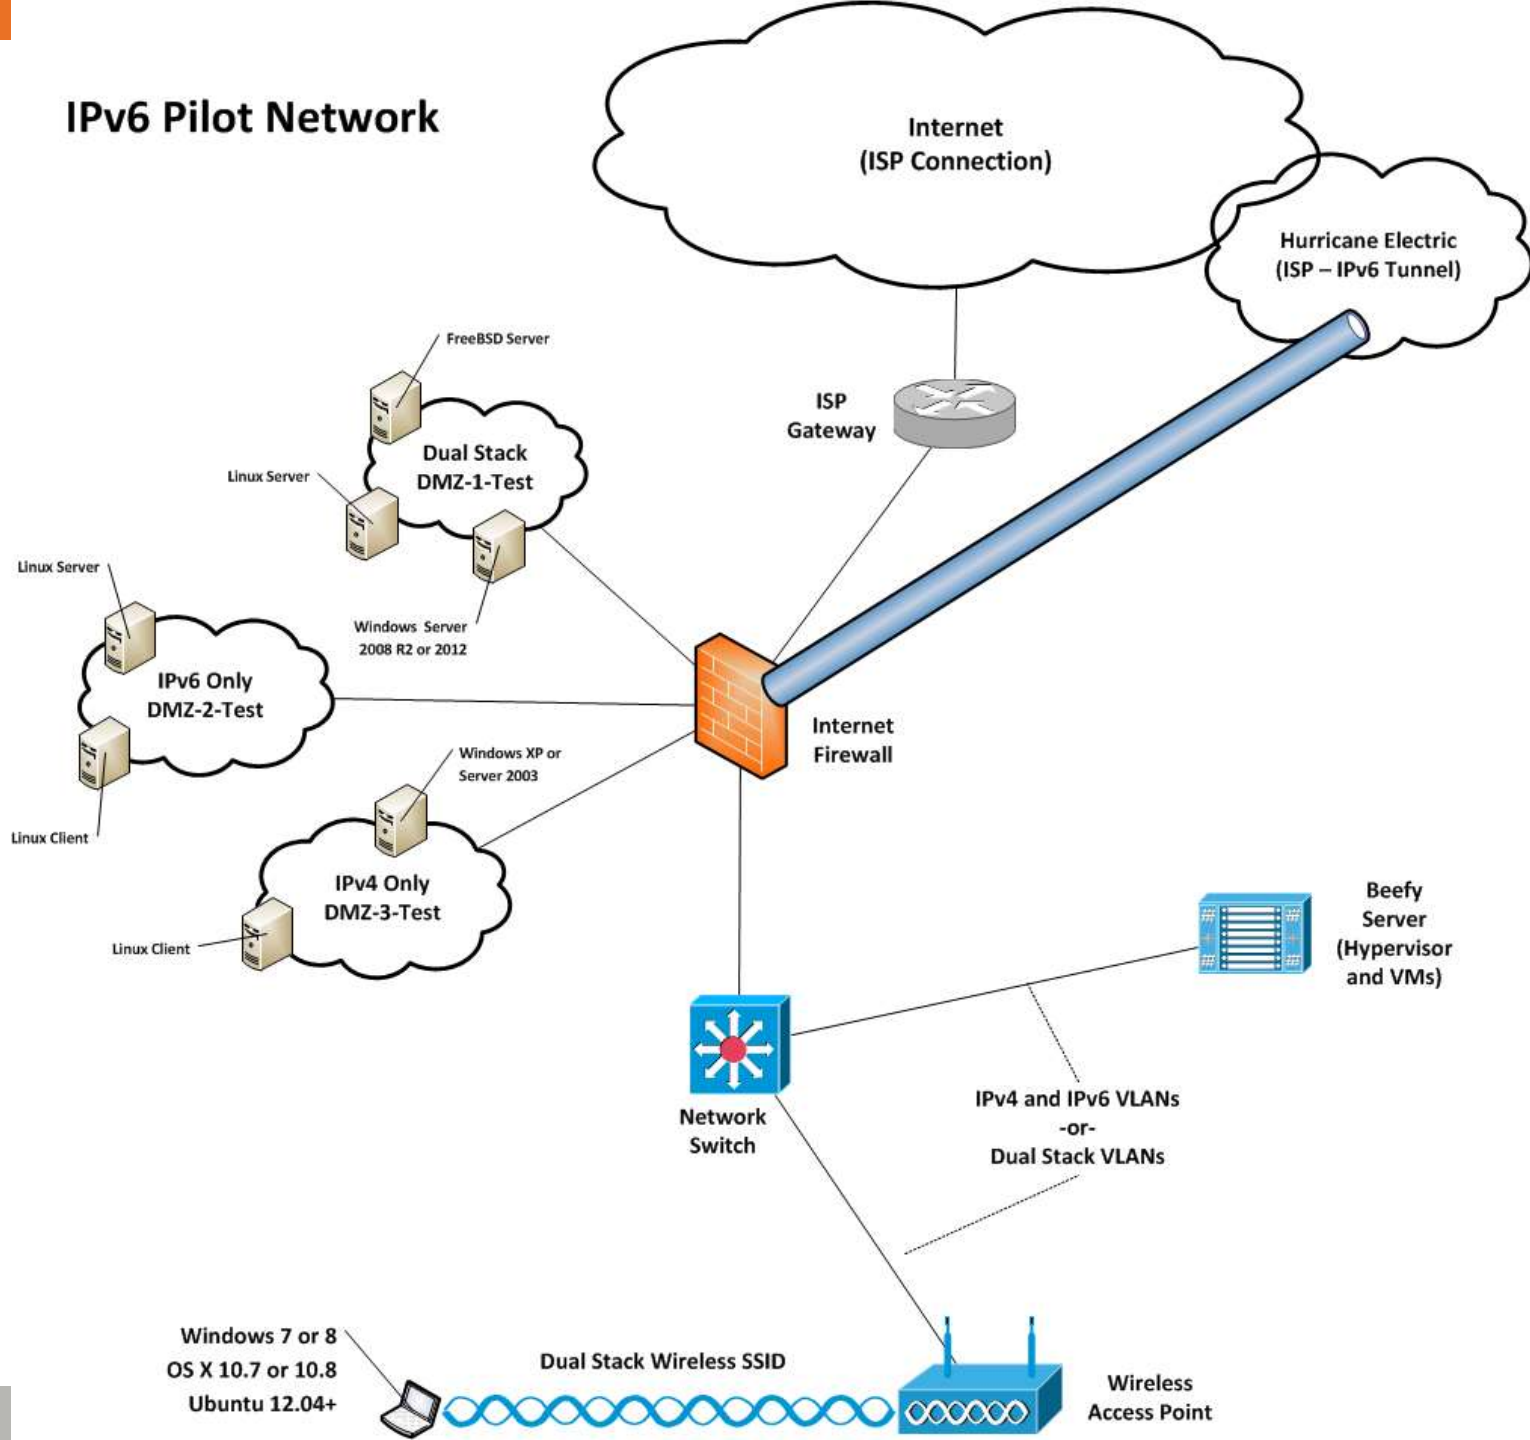 IPv6 Pilot Network
Internet
(ISP Connection)
Hurricane Electric
(ISP – IPv6 Tunnel)
FreeBSD Server
ISP
Gateway
Dual Stack
DMZ-1-Test
Linux Server
Windows Server
2008 R2 or 2012
Linux Server
IPv6 Only
DMZ-2-Test
Linux Client
Internet
Firewall
Windows XP or
Server 2003
IPv4 Only
DMZ-3-Test
Linux Client
Beefy
Server
(Hypervisor
and VMs)
Network
Switch
IPv4 and IPv6 VLANs
-or-
Dual Stack VLANs
Windows 7 or 8
OS X 10.7 or 10.8
Ubuntu 12.04+
Dual Stack Wireless SSID
Wireless
Access Point